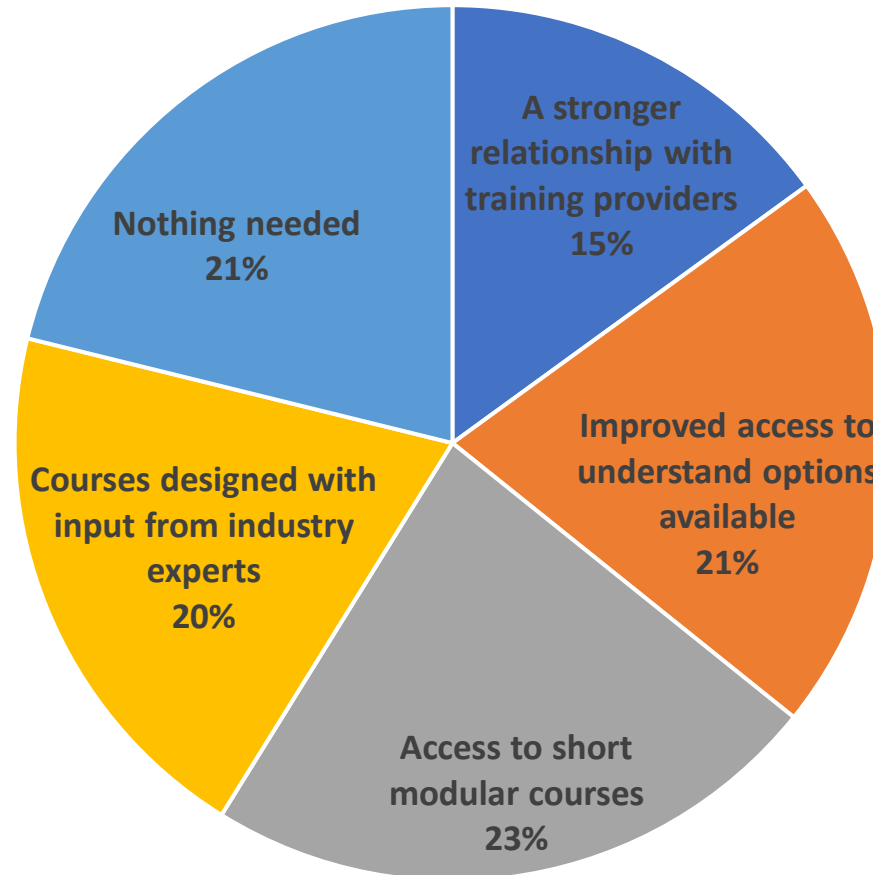 A stronger
relationship with
training providers
15%
Improved access to
understand options
available
21%
Access to short
modular courses
23%
Courses designed with
input from industry
experts
20%
Nothing needed
21%